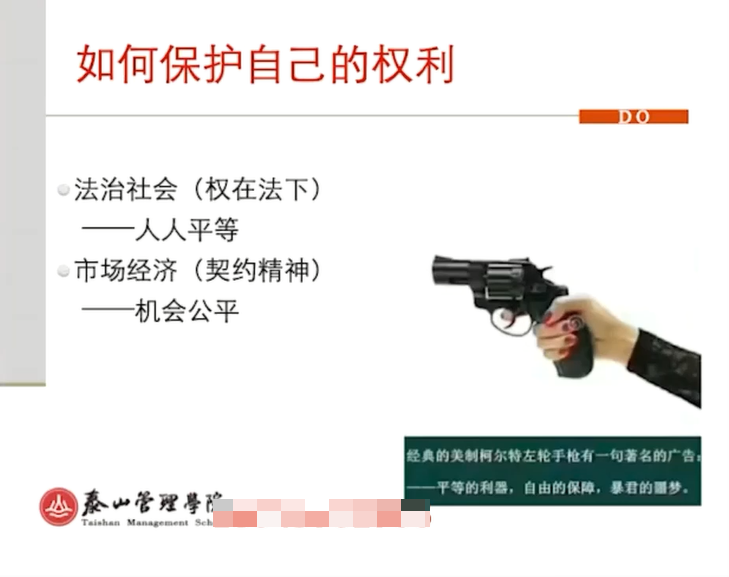 如何保护自己的权利
DO
法治社会（权在法下）
——人人平等
市场经济（契约精神）
——机会公平
经典的美制柯尔特左轮手枪有一句著名的广告：
——平等的利器，自由的保障，暴君的噩梦。
泰山管理學院
Taishan Management